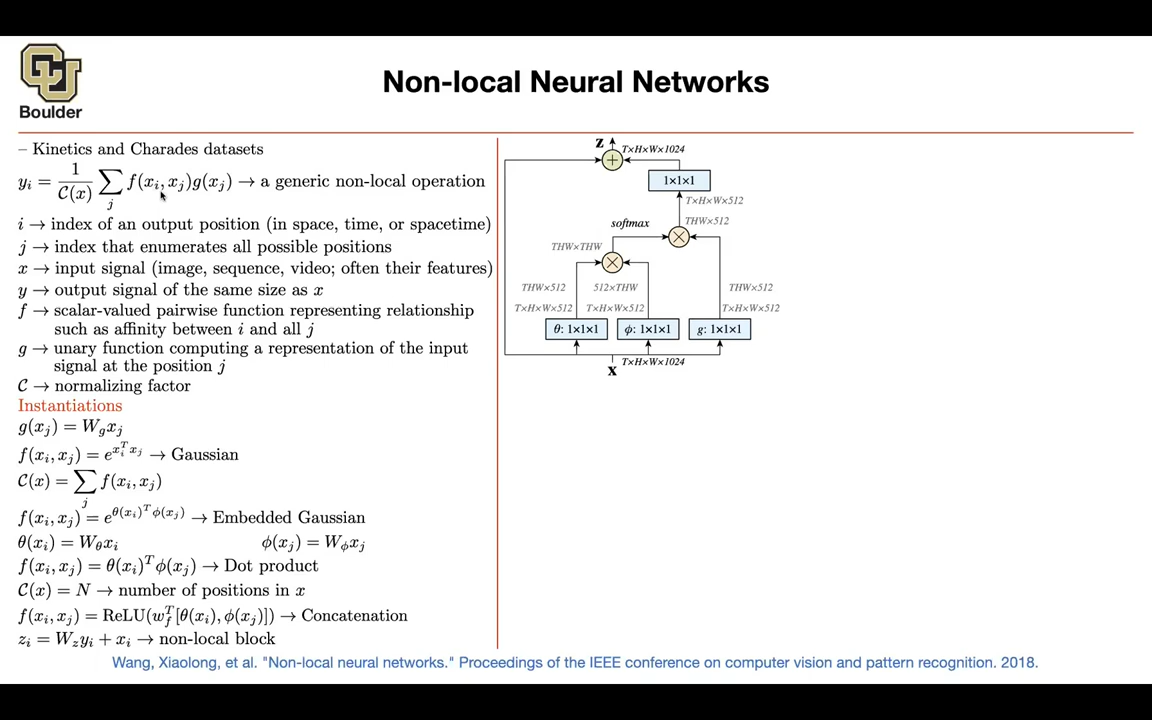 Boulder
Non-local Neural Networks
– Kinetics and Charades datasets
y_i = 1/C(x) ∑_j f(x_i, x_j)g(x_j) → a generic non-local operation
i → index of an output position (in space, time, or spacetime)
j → index that enumerates all possible positions
x → input signal (image, sequence, video; often their features)
y → output signal of the same size as x
f → scalar-valued pairwise function representing relationship
such as affinity between i and all j
g → unary function computing a representation of the input
signal at the position j
C → normalizing factor
Instantiations
g(x_j) = W_g x_j
f(x_i, x_j) = e^{x_i^T x_j} → Gaussian
C(x) = ∑_j f(x_i, x_j)
f(x_i, x_j) = e^{θ(x_i)^T φ(x_j)} → Embedded Gaussian
θ(x_i) = W_θ x_i φ(x_j) = W_φ x_j
f(x_i, x_j) = θ(x_i)^T φ(x_j) → Dot product
C(x) = N → number of positions in x
f(x_i, x_j) = ReLU(w_f^T [θ(x_i), φ(x_j)]) → Concatenation
z_i = W_z y_i + x_i → non-local block
z T×H×W×1024
1×1×1
T×H×W×512
softmax THW×512
THW×THW
THW×512 512×THW THW×512
T×H×W×512 T×H×W×512 T×H×W×512
θ: 1×1×1 φ: 1×1×1 g: 1×1×1
x T×H×W×1024
Wang, Xiaolong, et al. "Non-local neural networks." Proceedings of the IEEE conference on computer vision and pattern recognition. 2018.